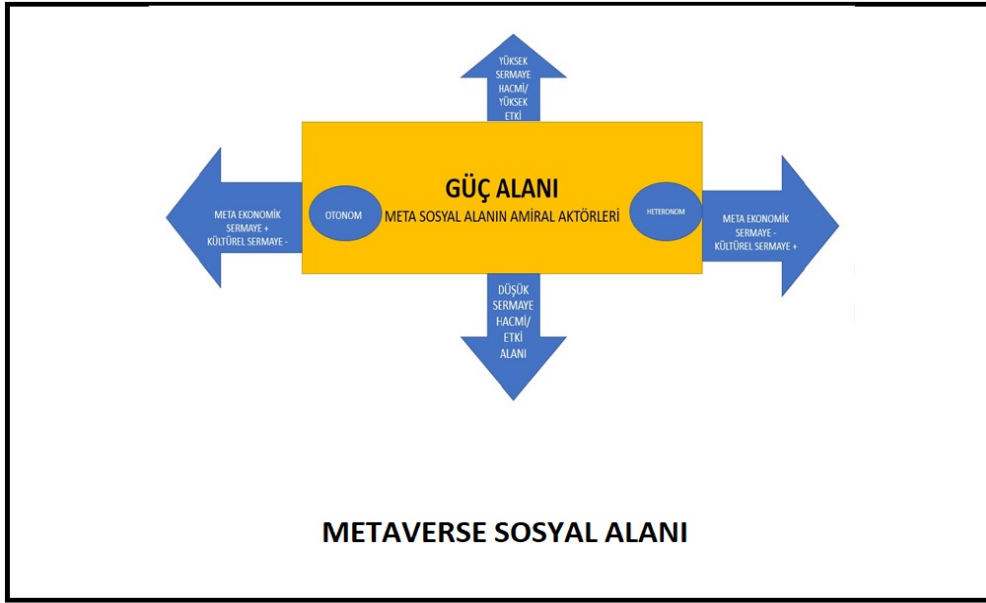 YÜKSEK
SERMAYE
HACMİ/
YÜKSEK
ETKİ
GÜÇ ALANI
META SOSYAL ALANIN AMİRAL AKTÖRLERİ
OTONOM
HETERONOM
META EKONOMİK
SERMAYE +
KÜLTÜREL SERMAYE -
META EKONOMİK
SERMAYE -
KÜLTÜREL SERMAYE +
DÜŞÜK
SERMAYE
HACMİ/
ETKİ
ALANI
METAVERSE SOSYAL ALANI